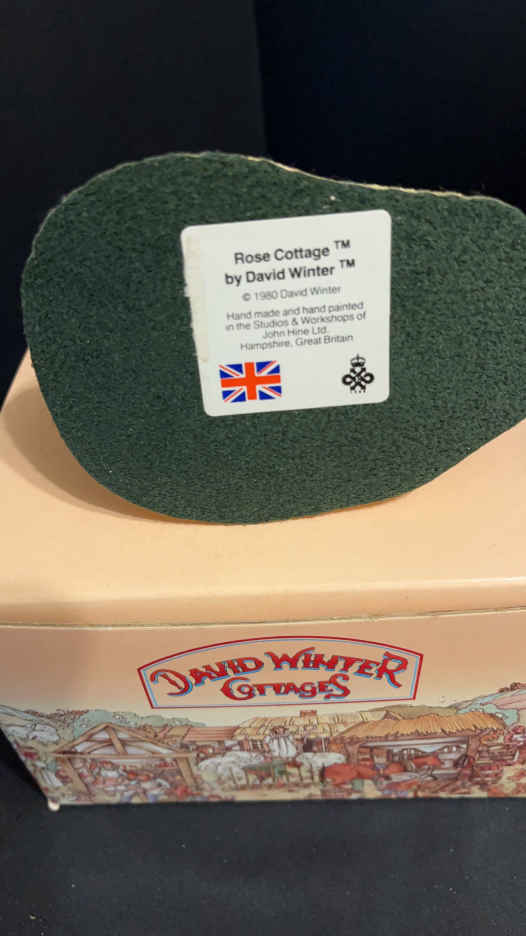 Rose Cottage ™
by David Winter ™
© 1980 David Winter
Hand made and hand painted
in the Studios & Workshops of
John Hine Ltd.
Hampshire, Great Britain
DAVID WINTER
COTTAGES